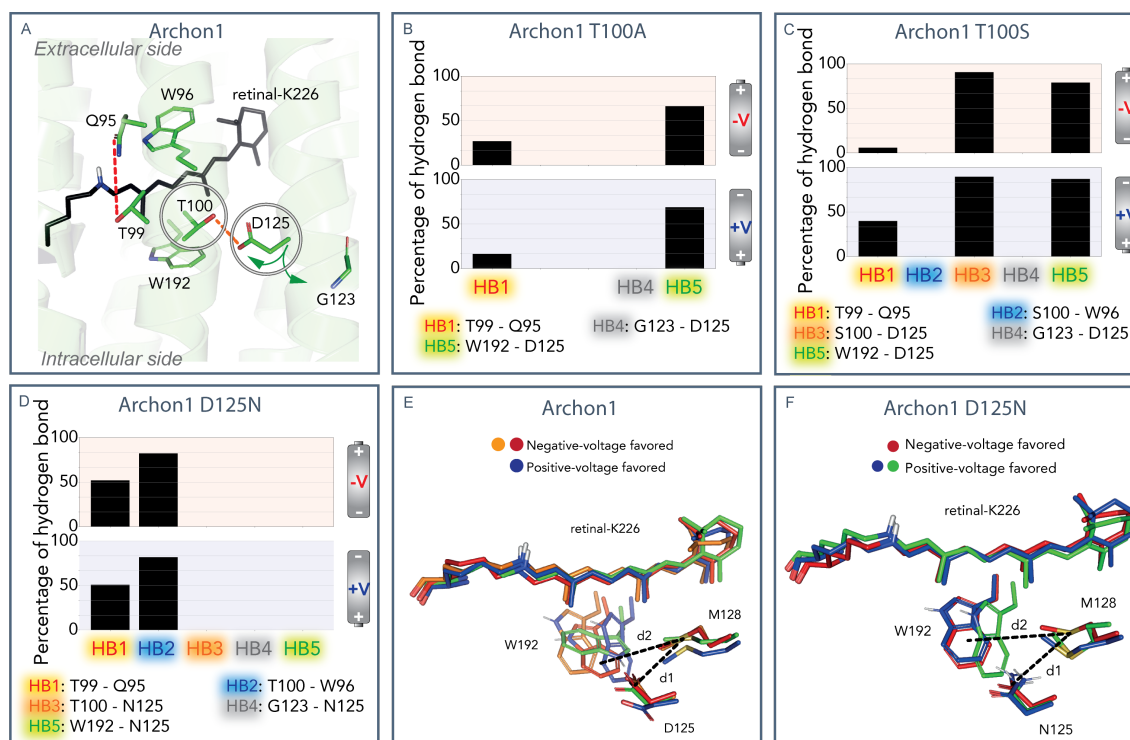 A
Archon1
Extracellular side
W96
retinal-K226
Q95
T100
D125
T99
W192
G123
Intracellular side
B
Archon1 T100A
Percentage of hydrogen bond
100
50
0
+
-V
−
100
50
0
−
+V
+
HB1 HB4 HB5
HB1: T99 - Q95 HB4: G123 - D125
HB5: W192 - D125
C
Archon1 T100S
Percentage of hydrogen bond
100
50
0
+
-V
−
100
50
0
−
+V
+
HB1 HB2 HB3 HB4 HB5
HB1: T99 - Q95 HB2: S100 - W96
HB3: S100 - D125 HB4: G123 - D125
HB5: W192 - D125
D
Archon1 D125N
Percentage of hydrogen bond
100
50
0
+
-V
−
100
50
0
−
+V
+
HB1 HB2 HB3 HB4 HB5
HB1: T99 - Q95 HB2: T100 - W96
HB3: T100 - N125 HB4: G123 - N125
HB5: W192 - N125
E
Archon1
Negative-voltage favored
Positive-voltage favored
retinal-K226
M128
W192
d2
d1
D125
F
Archon1 D125N
Negative-voltage favored
Positive-voltage favored
retinal-K226
M128
W192
d2
d1
N125